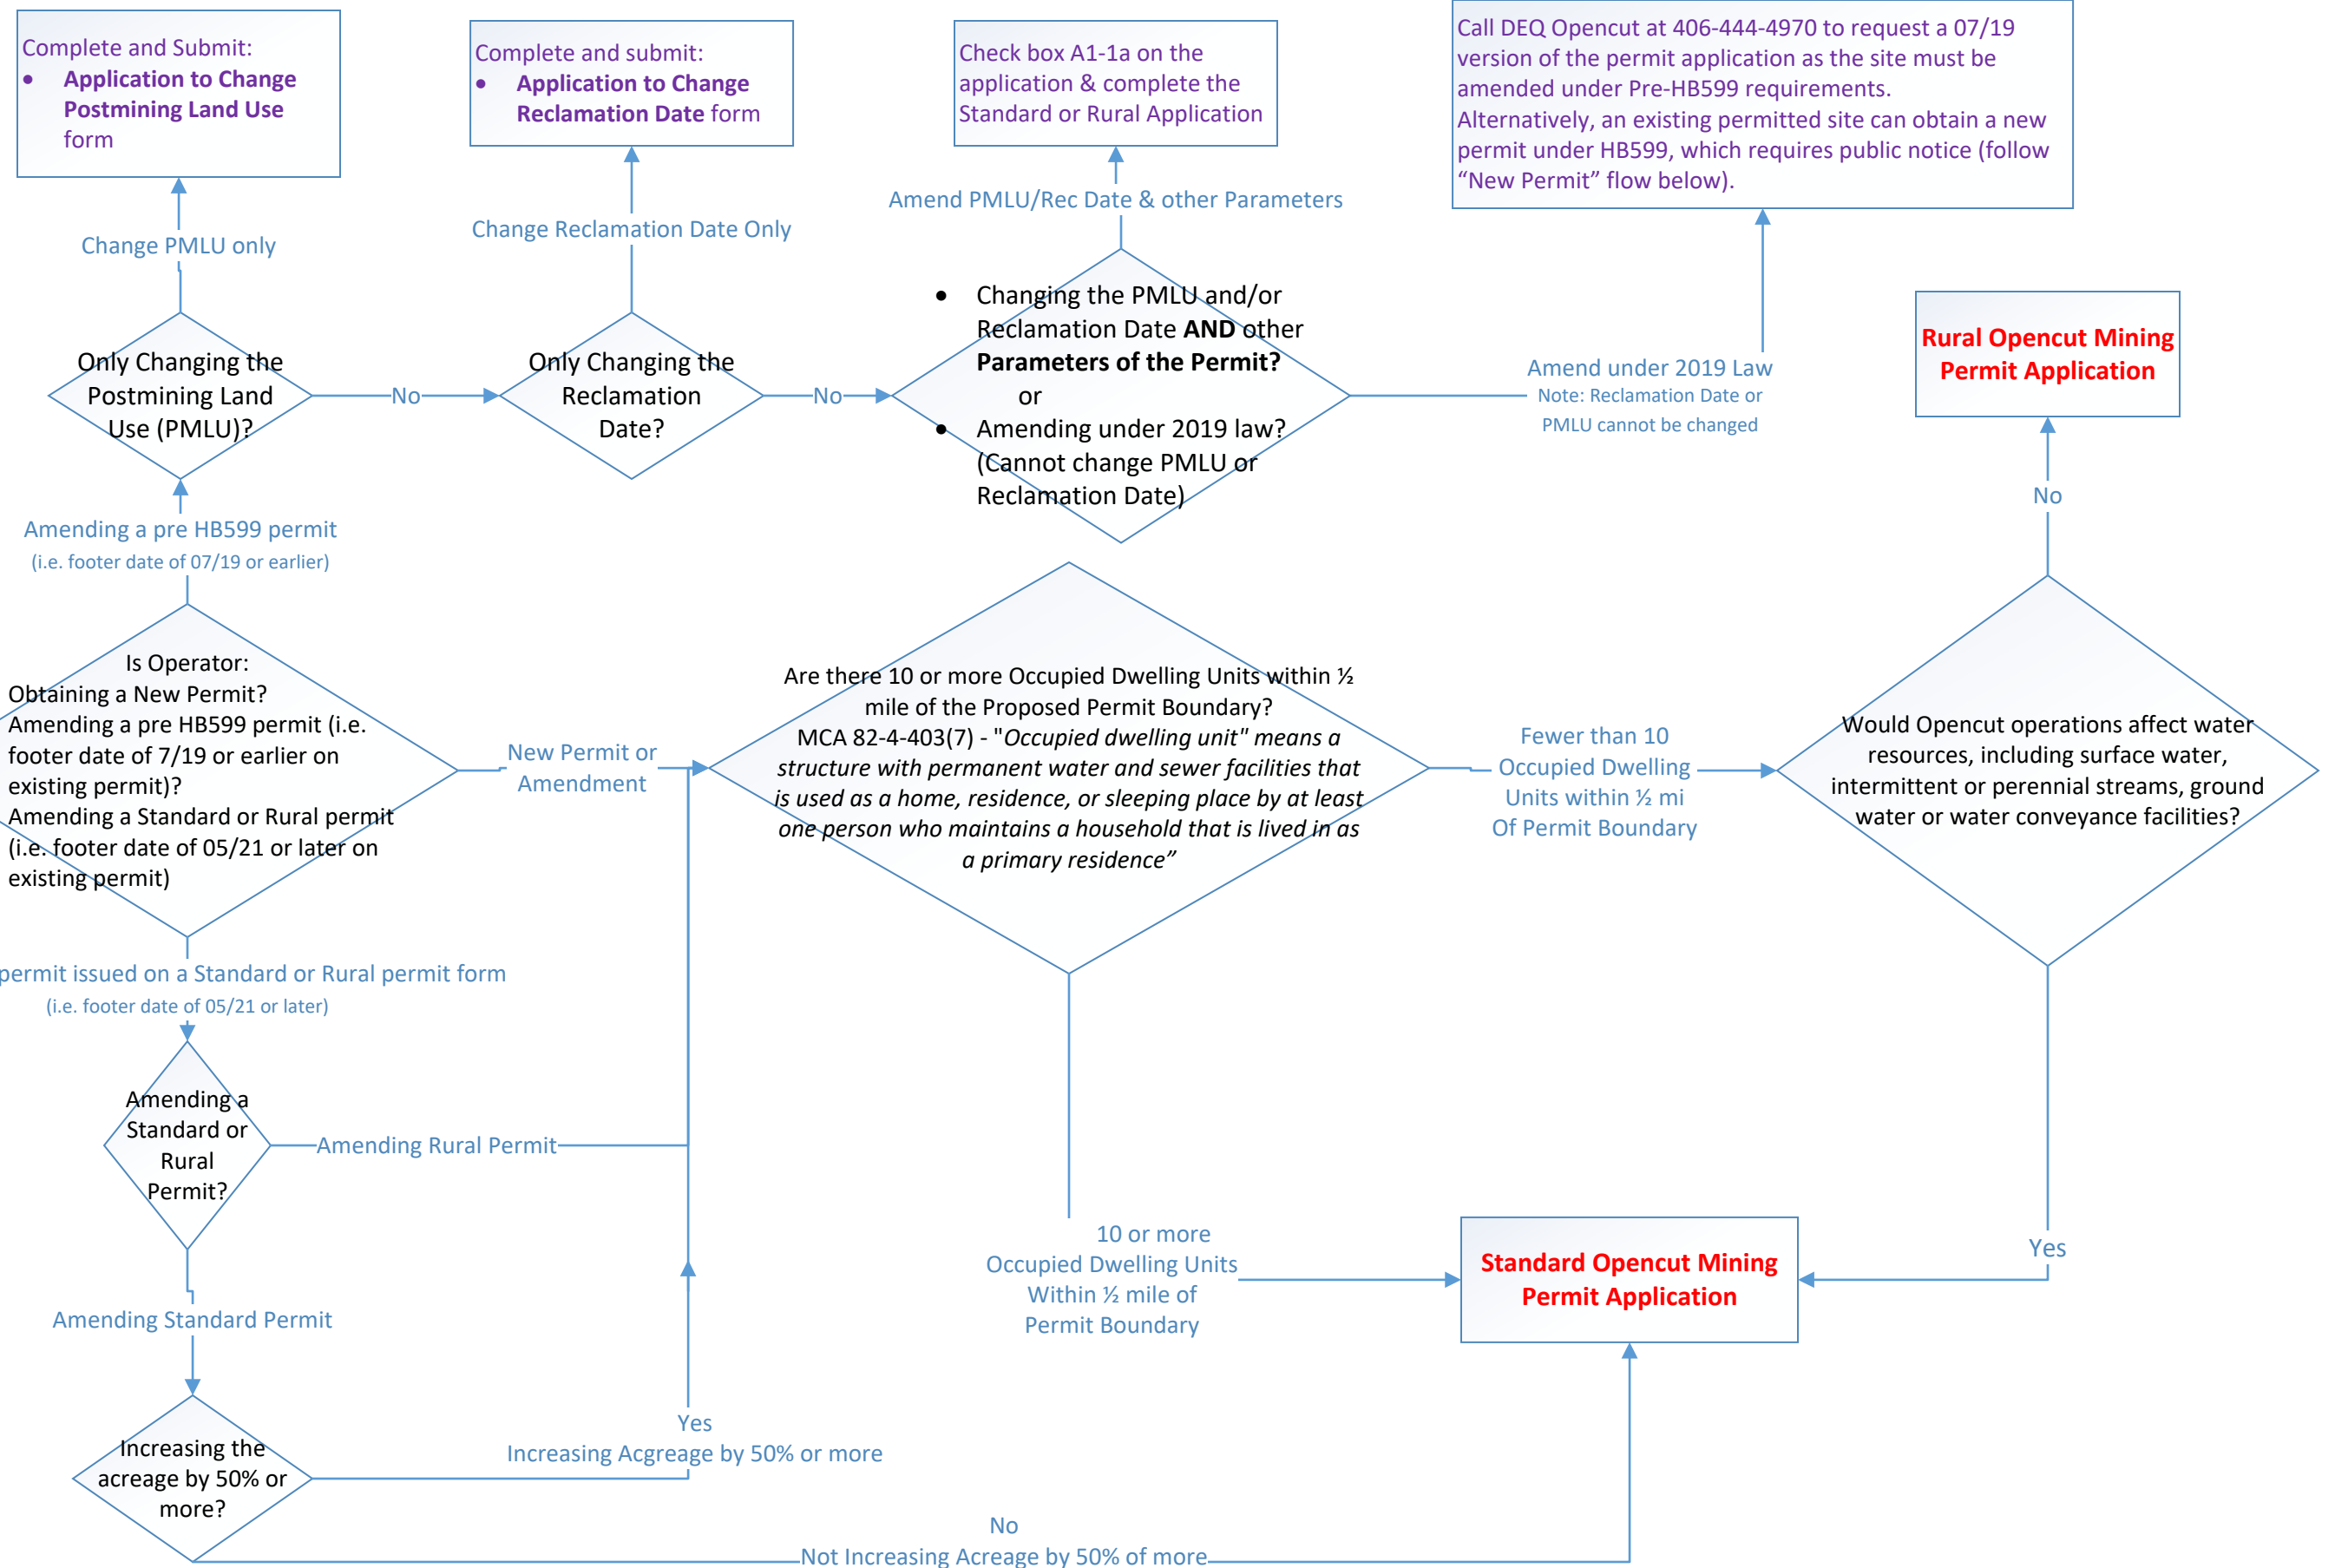 Complete and Submit:
• Application to Change
Postmining Land Use
form
Complete and submit:
• Application to Change
Reclamation Date form
Check box A1-1a on the
application & complete the
Standard or Rural Application
Call DEQ Opencut at 406-444-4970 to request a 07/19
version of the permit application as the site must be
amended under Pre-HB599 requirements.
Alternatively, an existing permitted site can obtain a new
permit under HB599, which requires public notice (follow
“New Permit” flow below).
Change PMLU only
Change Reclamation Date Only
Amend PMLU/Rec Date & other Parameters
Only Changing the
Postmining Land
Use (PMLU)?
No
Only Changing the
Reclamation
Date?
No
• Changing the PMLU and/or
Reclamation Date AND other
Parameters of the Permit?
or
• Amending under 2019 law?
(Cannot change PMLU or
Reclamation Date)
Amend under 2019 Law
Note: Reclamation Date or
PMLU cannot be changed
Rural Opencut Mining
Permit Application
No
Amending a pre HB599 permit
(i.e. footer date of 07/19 or earlier)
Is Operator:
Obtaining a New Permit?
Amending a pre HB599 permit (i.e.
footer date of 7/19 or earlier on
existing permit)?
Amending a Standard or Rural permit
(i.e. footer date of 05/21 or later on
existing permit)
New Permit or
Amendment
Are there 10 or more Occupied Dwelling Units within ½
mile of the Proposed Permit Boundary?
MCA 82-4-403(7) - "Occupied dwelling unit" means a
structure with permanent water and sewer facilities that
is used as a home, residence, or sleeping place by at least
one person who maintains a household that is lived in as
a primary residence”
Fewer than 10
Occupied Dwelling
Units within ½ mi
Of Permit Boundary
Would Opencut operations affect water
resources, including surface water,
intermittent or perennial streams, ground
water or water conveyance facilities?
permit issued on a Standard or Rural permit form
(i.e. footer date of 05/21 or later)
Amending a
Standard or
Rural
Permit?
Amending Rural Permit
Amending Standard Permit
10 or more
Occupied Dwelling Units
Within ½ mile of
Permit Boundary
Standard Opencut Mining
Permit Application
Yes
Increasing the
acreage by 50% or
more?
Yes
Increasing Acgreage by 50% or more
No
Not Increasing Acreage by 50% of more